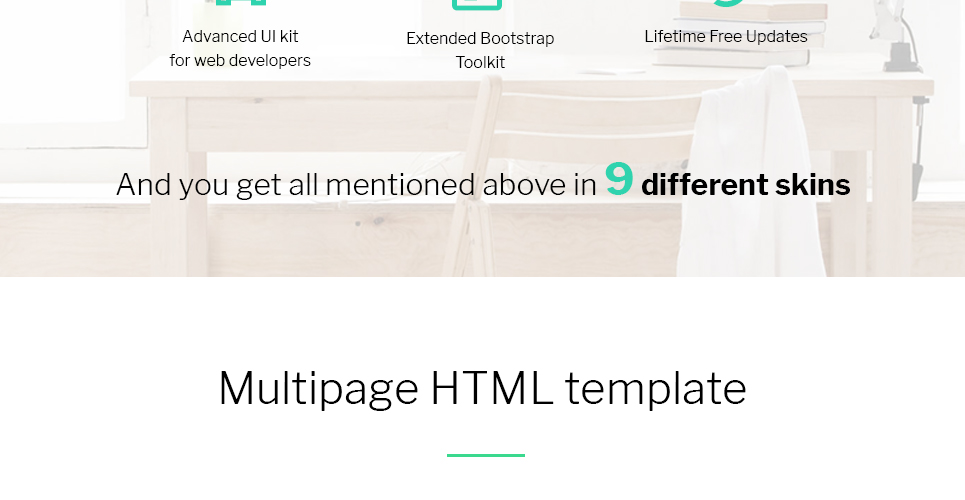 Advanced UI kit
for web developers
Extended Bootstrap
Toolkit
Lifetime Free Updates
And you get all mentioned above in 9 different skins
Multipage HTML template